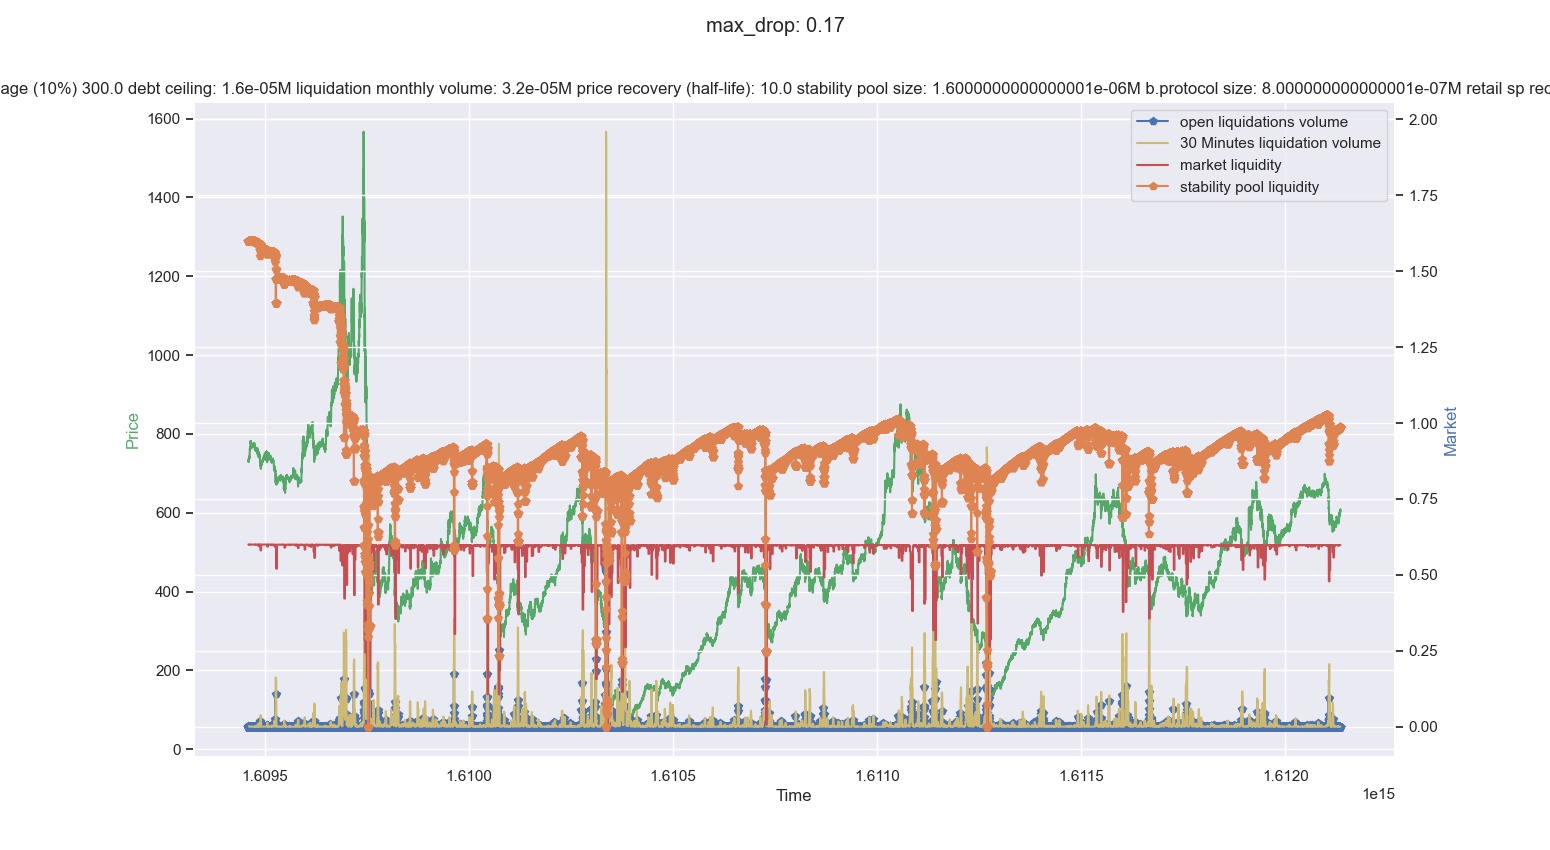 max_drop: 0.17
age (10%) 300.0 debt ceiling: 1.6e-05M liquidation monthly volume: 3.2e-05M price recovery (half-life): 10.0 stability pool size: 1.6000000000000001e-06M b.protocol size: 8.000000000000001e-07M retail sp rec
open liquidations volume
30 Minutes liquidation volume
market liquidity
stability pool liquidity
1600
1400
1200
1000
800
600
400
200
0
Price
2.00
1.75
1.50
1.25
1.00
0.75
0.50
0.25
0.00
Market
1.6095 1.6100 1.6105 1.6110 1.6115 1.6120
Time
1e15